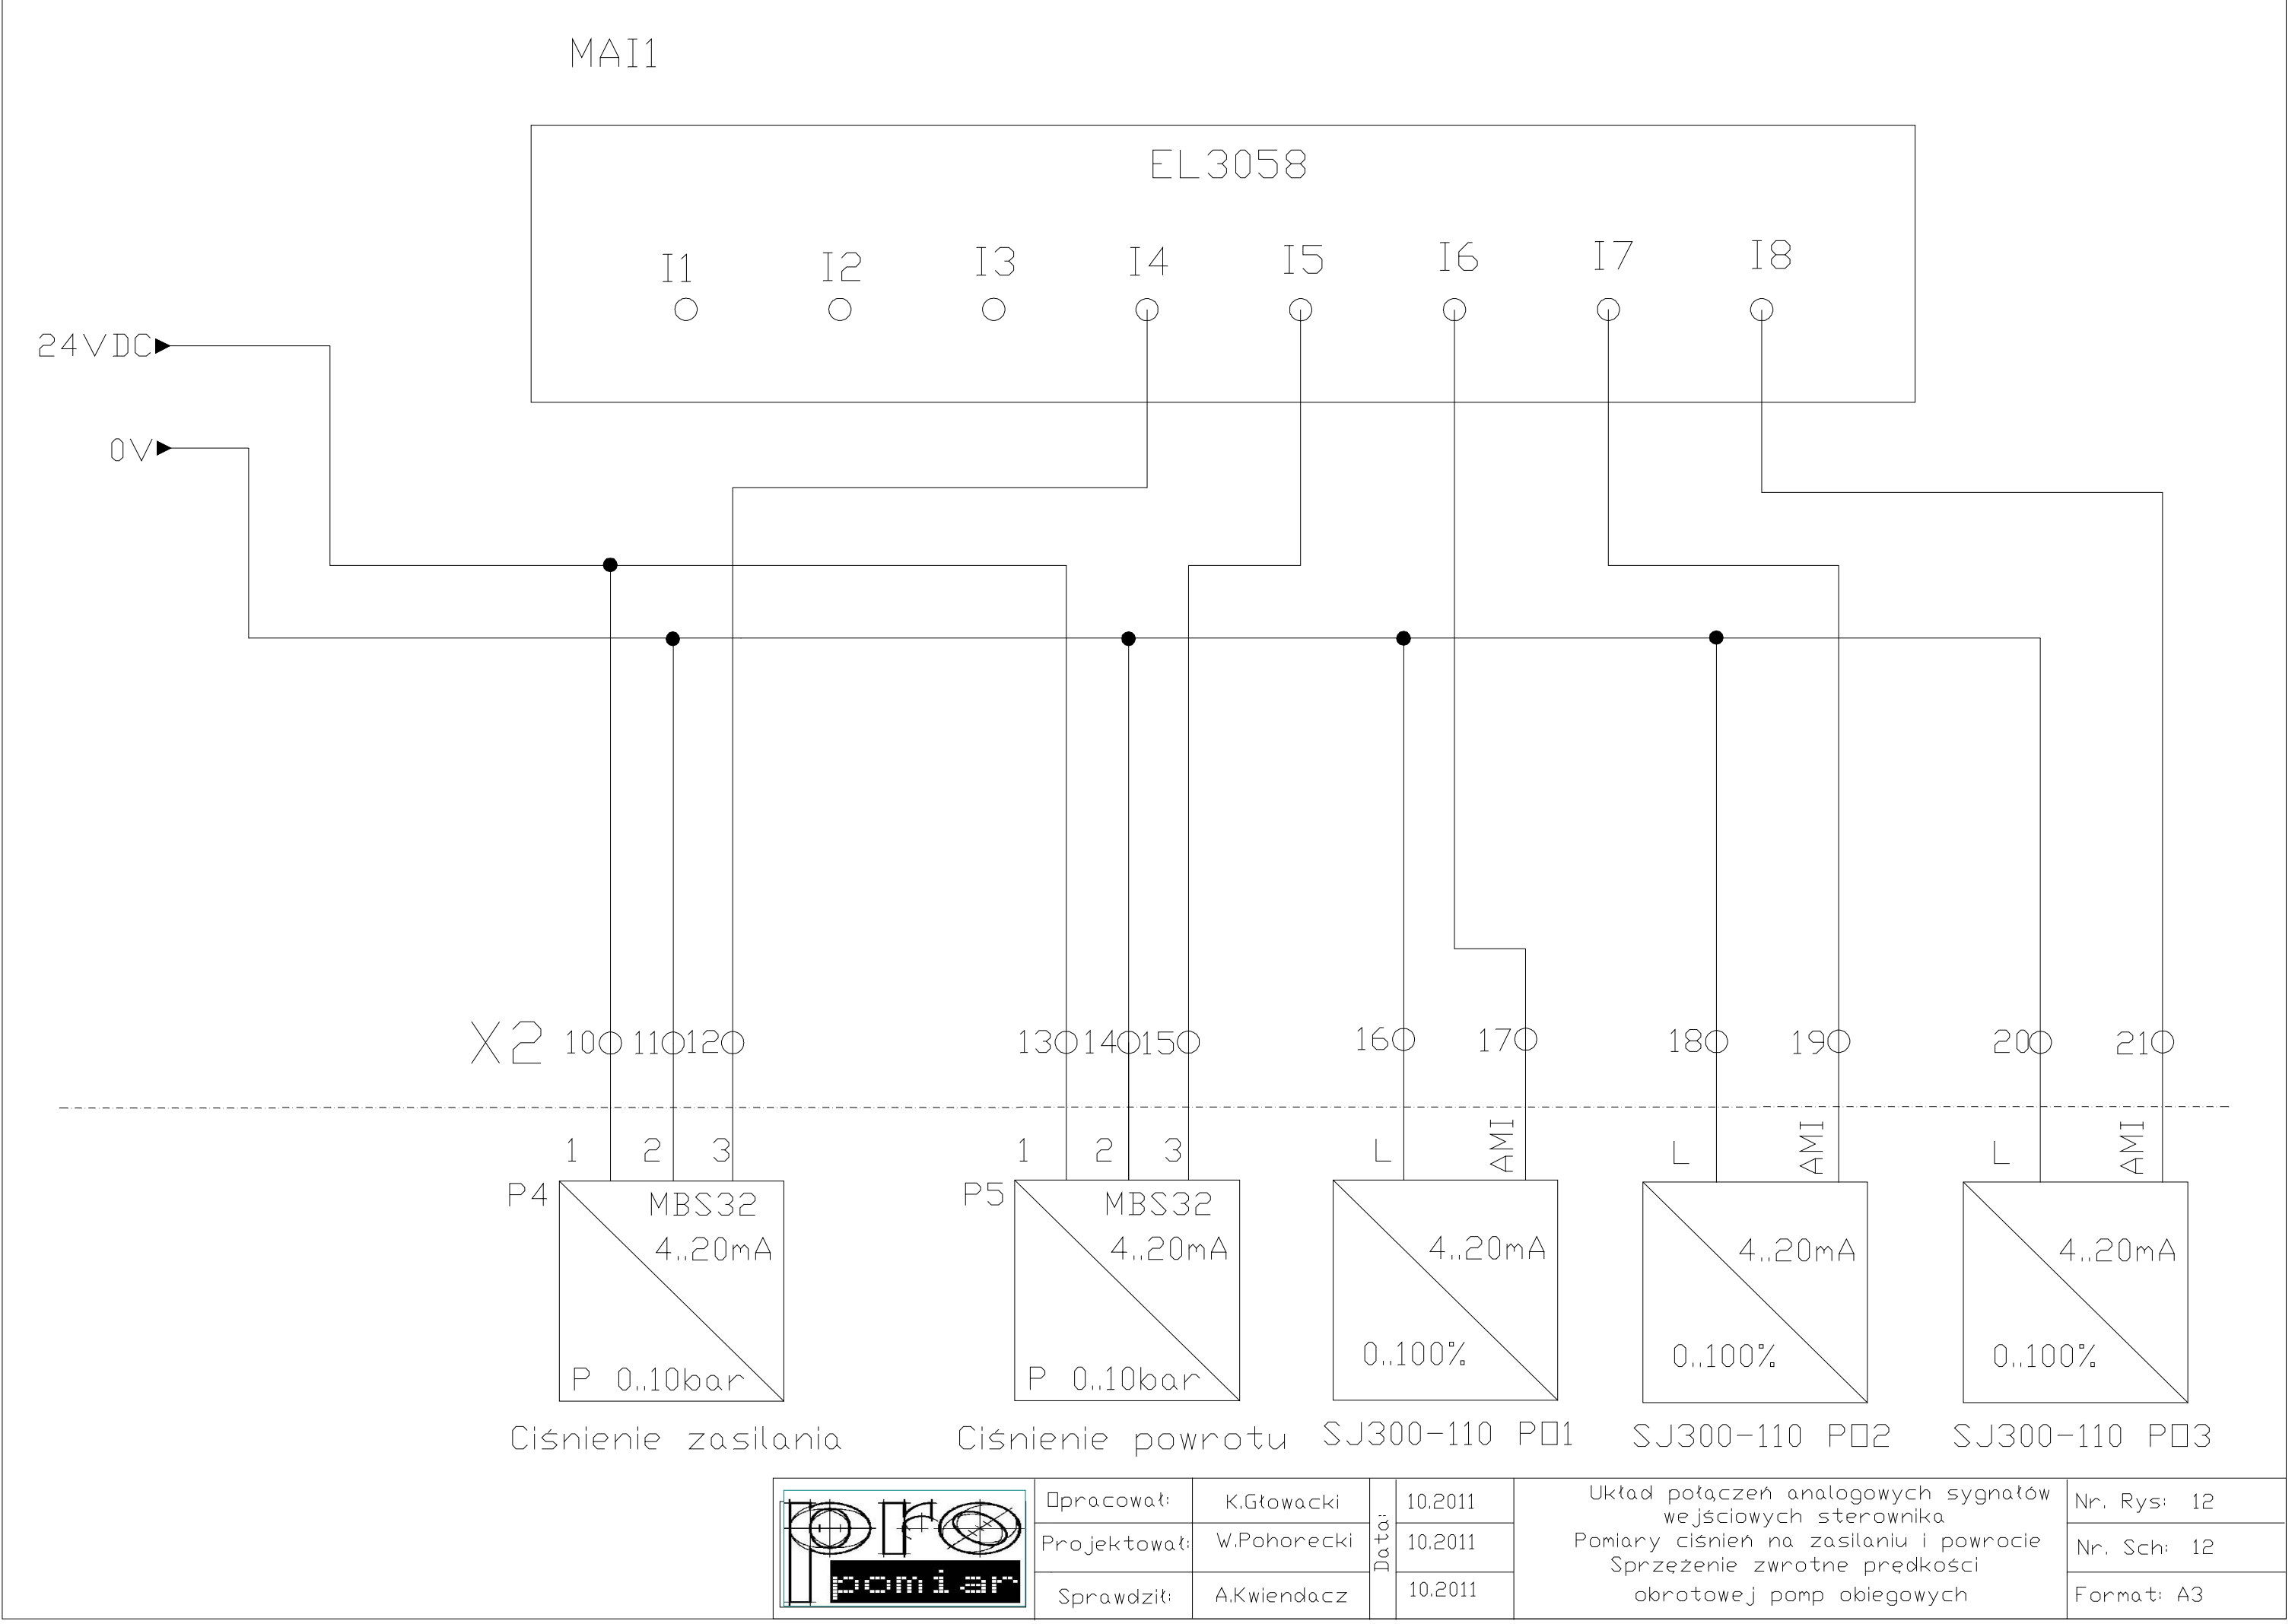 MAI1
EL3058
I1 I2 I3 I4 I5 I6 I7 I8
24VDC
0V
X2 10 11 12 13 14 15 16 17 18 19 20 21
1 2 3 1 2 3 L AMI L AMI L AMI
P4 MBS32 P5 MBS32
4..20mA 4..20mA 4..20mA 4..20mA 4..20mA
P 0..10bar P 0..10bar 0..100% 0..100% 0..100%
Ciśnienie zasilania Ciśnienie powrotu SJ300-110 PO1 SJ300-110 PO2 SJ300-110 PO3
pro
pomiar
Opracował: K.Głowacki 10.2011
Projektował: W.Pohorecki 10.2011
Sprawdził: A.Kwiendacz 10.2011
Data:
Układ połączeń analogowych sygnałów
wejściowych sterownika
Pomiary ciśnień na zasilaniu i powrocie
Sprzężenie zwrotne prędkości
obrotowej pomp obiegowych
Nr. Rys: 12
Nr. Sch: 12
Format: A3